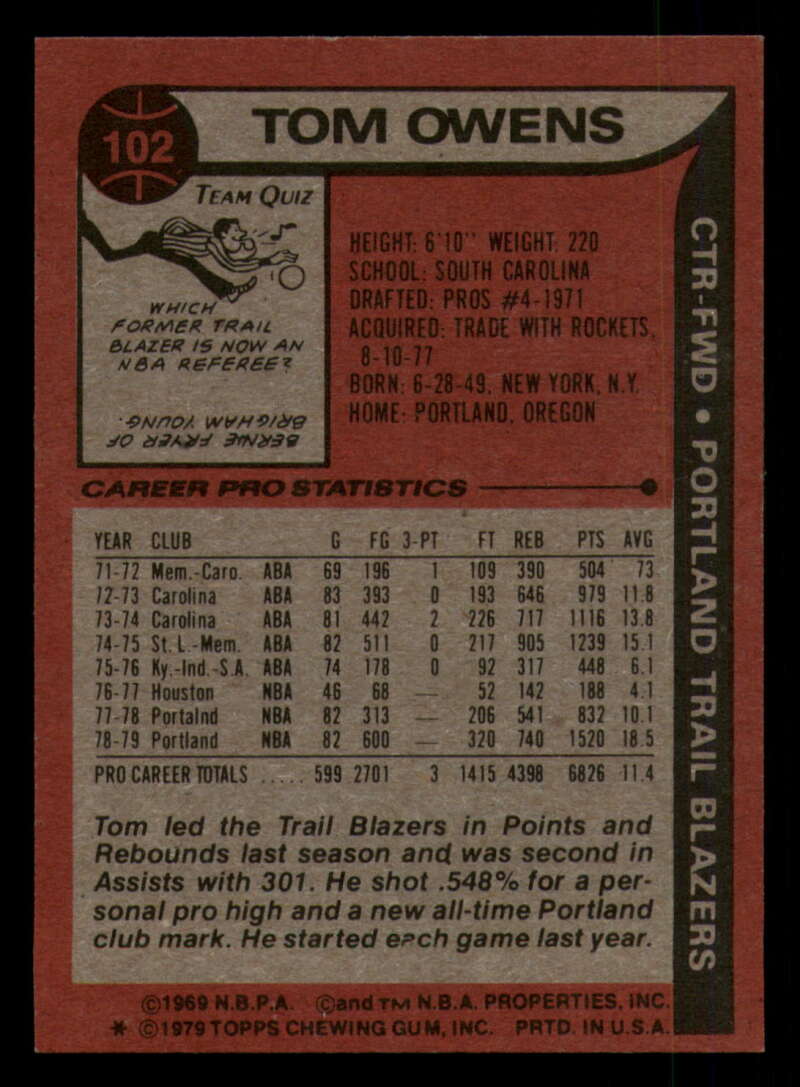 102
TOM OWENS
TEAM QUIZ
WHICH
FORMER TRAIL
BLAZER IS NOW AN
NBA REFEREE?
BERNIE FRYER OF
BRIGHAM YOUNG.
HEIGHT: 6'10" WEIGHT: 220
SCHOOL: SOUTH CAROLINA
DRAFTED: PROS #4-1971
ACQUIRED: TRADE WITH ROCKETS,
8-10-77
BORN: 6-28-49, NEW YORK, N.Y.
HOME: PORTLAND, OREGON
CTR-FWD • PORTLAND TRAIL BLAZERS
CAREER PRO STATISTICS
YEAR CLUB G FG 3-PT FT REB PTS AVG
71-72 Mem.-Caro. ABA 69 196 1 109 390 504 73
72-73 Carolina ABA 83 393 0 193 646 979 11.8
73-74 Carolina ABA 81 442 2 226 717 1116 13.8
74-75 St. L.-Mem. ABA 82 511 0 217 905 1239 15.1
75-76 Ky.-Ind.-S.A. ABA 74 178 0 92 317 448 6.1
76-77 Houston NBA 46 68 — 52 142 188 4.1
77-78 Portalnd NBA 82 313 — 206 541 832 10.1
78-79 Portland NBA 82 600 — 320 740 1520 18.5
PRO CAREER TOTALS ..... 599 2701 3 1415 4398 6826 11.4
Tom led the Trail Blazers in Points and
Rebounds last season and was second in
Assists with 301. He shot .548% for a per-
sonal pro high and a new all-time Portland
club mark. He started each game last year.
©1969 N.B.P.A. ©and TM N.B.A. PROPERTIES, INC.
* ©1979 TOPPS CHEWING GUM, INC. PRTD. IN U.S.A.